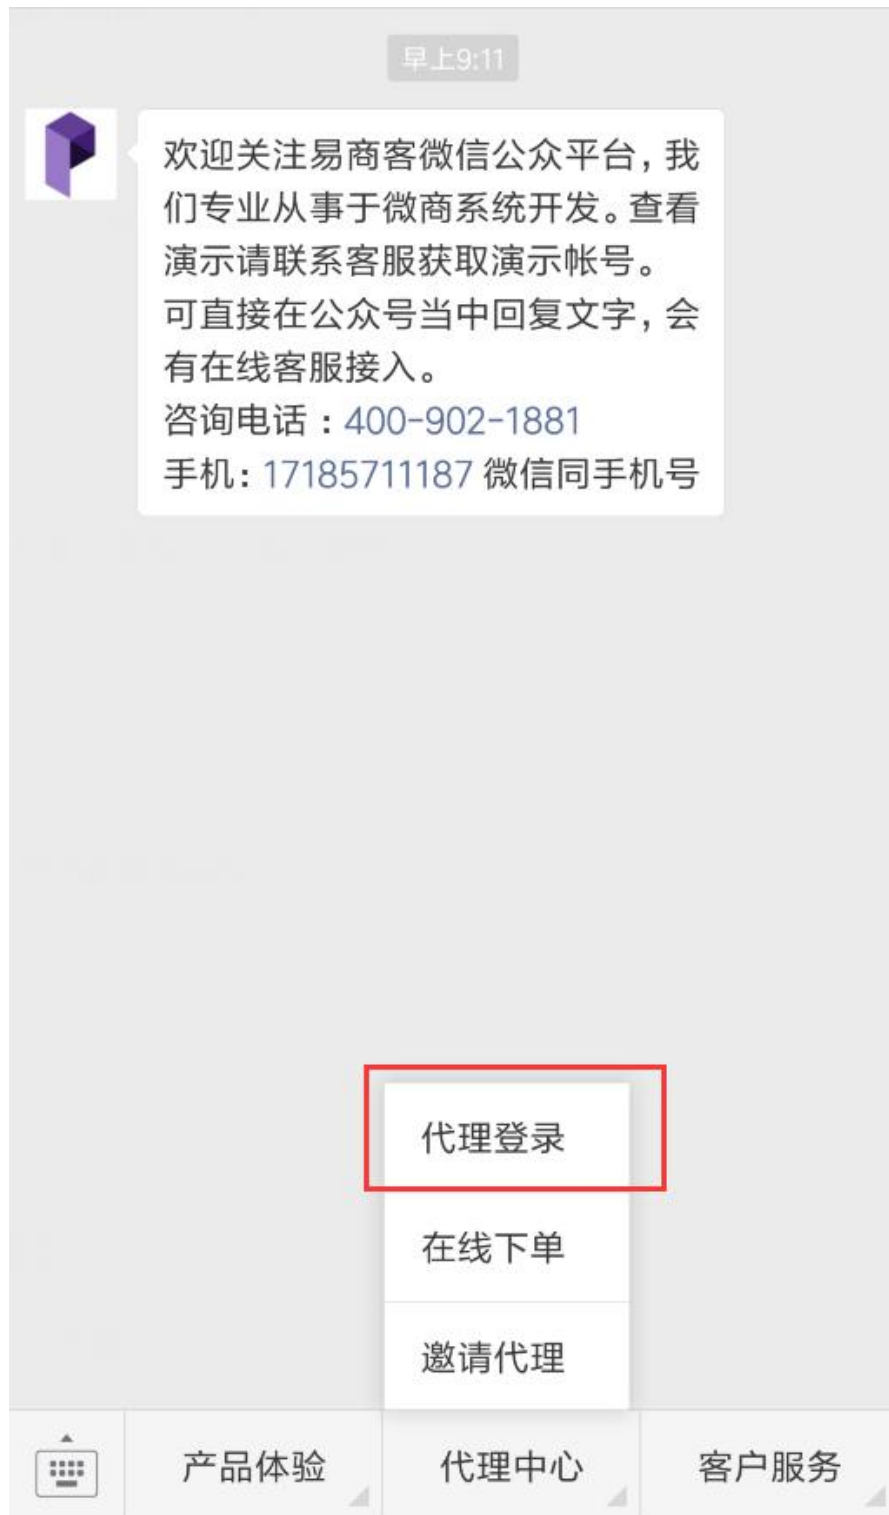 早上9:11
欢迎关注易商客微信公众平台，我
们专业从事于微商系统开发。查看
演示请联系客服获取演示帐号。
可直接在公众号当中回复文字，会
有在线客服接入。
咨询电话：400-902-1881
手机：17185711187 微信同手机号
代理登录
在线下单
邀请代理
产品体验
代理中心
客户服务